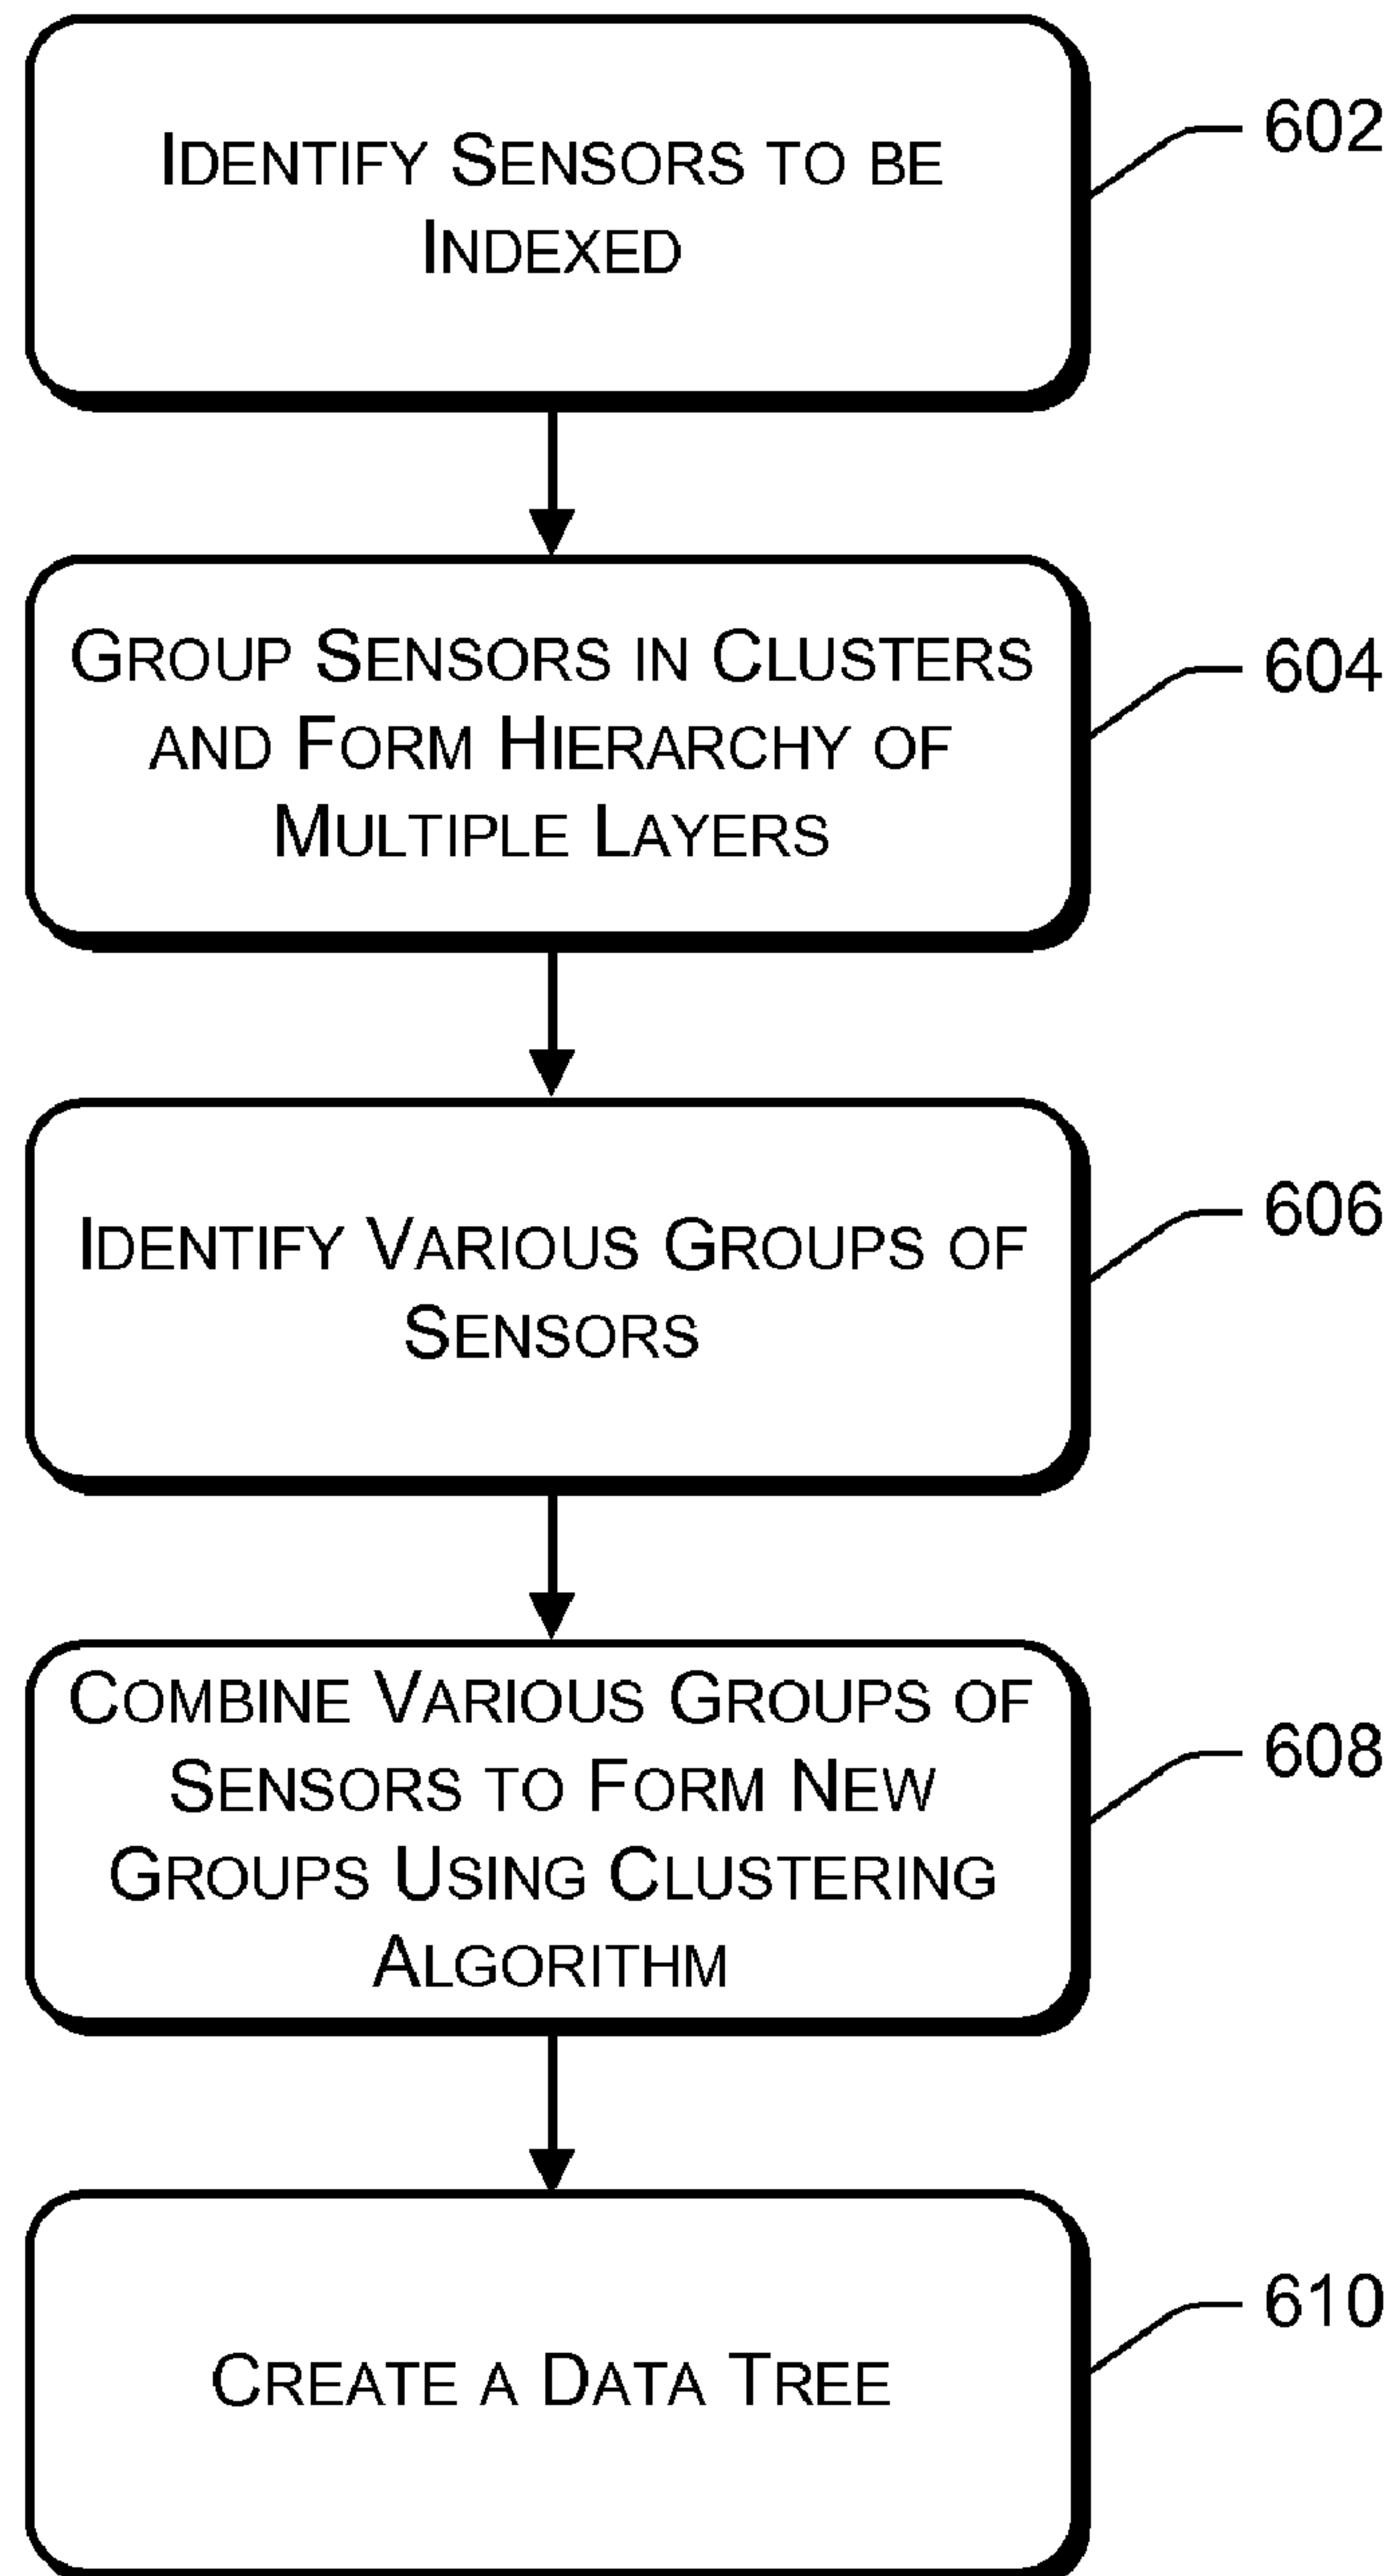 IDENTIFY SENSORS TO BE
INDEXED
602
GROUP SENSORS IN CLUSTERS
AND FORM HIERARCHY OF
MULTIPLE LAYERS
604
IDENTIFY VARIOUS GROUPS OF
SENSORS
606
COMBINE VARIOUS GROUPS OF
SENSORS TO FORM NEW
GROUPS USING CLUSTERING
ALGORITHM
608
CREATE A DATA TREE
610